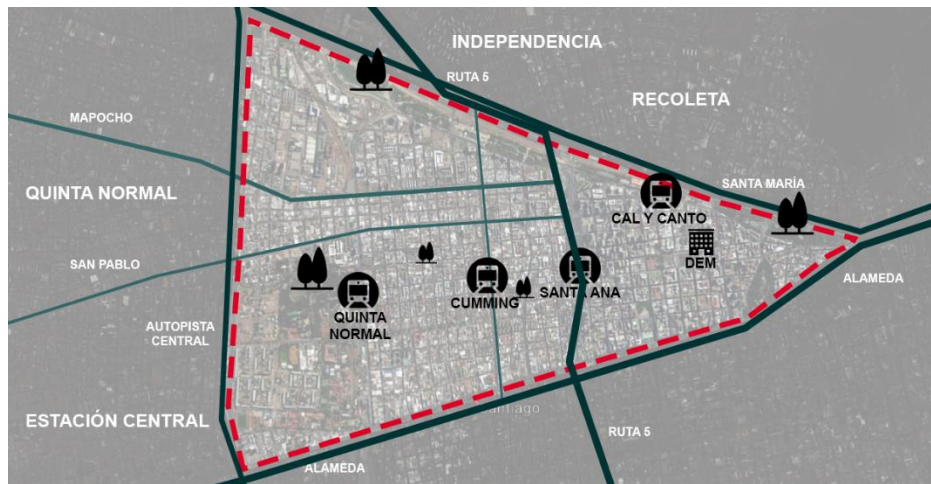 INDEPENDENCIA
RUTA 5
RECOLETA
MAPOCHO
QUINTA NORMAL
SANTA MARÍA
CAL Y CANTO
SAN PABLO
DEM
ALAMEDA
CUMMING
SANTA ANA
QUINTA
NORMAL
AUTOPISTA
CENTRAL
Santiago
ESTACIÓN CENTRAL
RUTA 5
ALAMEDA